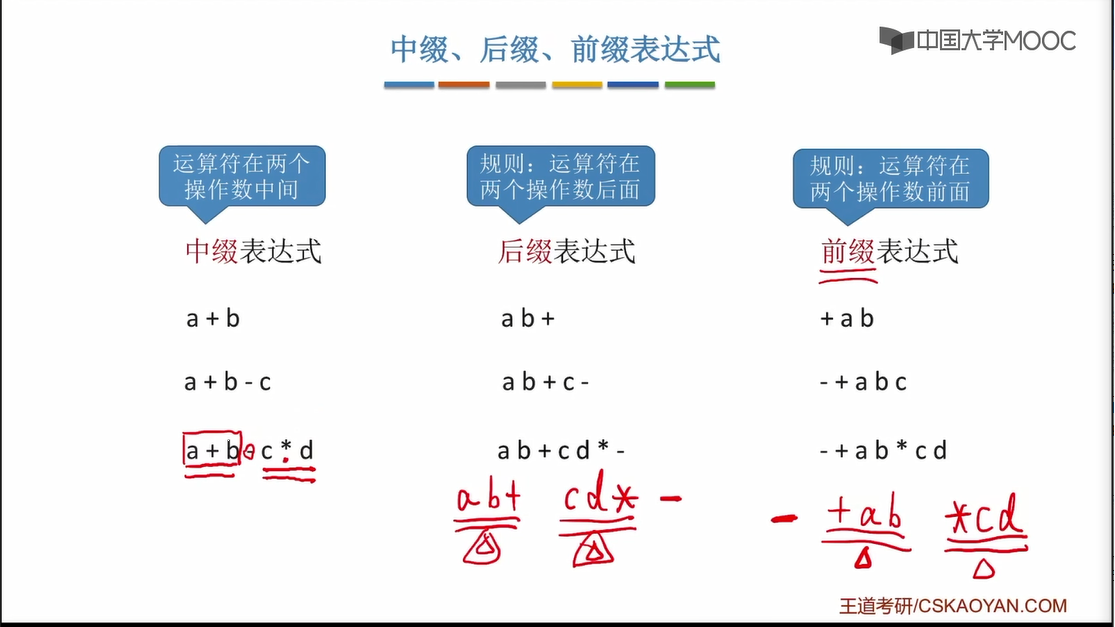 中缀、后缀、前缀表达式
中国大学MOOC
运算符在两个
操作数中间
规则：运算符在
两个操作数后面
规则：运算符在
两个操作数前面
中缀表达式
后缀表达式
前缀表达式
a + b
a b +
+ a b
a + b - c
a b + c -
- + a b c
a + b - c * d
a b + c d * -
- + a b * c d
ab+ cd* -
- +ab *cd
王道考研/CSKAOYAN.COM